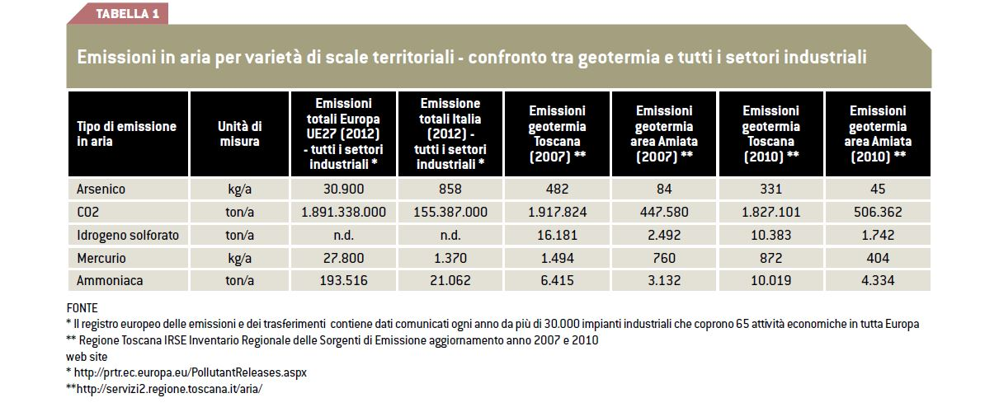 TABELLA 1
Emissioni in aria per varietà di scale territoriali - confronto tra geotermia e tutti i settori industriali
Tipo di emissione in aria | Unità di misura | Emissioni totali Europa UE27 (2012) - tutti i settori industriali * | Emissione totali Italia (2012) - tutti i settori industriali * | Emissioni geotermia Toscana (2007) ** | Emissioni geotermia area Amiata (2007) ** | Emissioni geotermia Toscana (2010) ** | Emissioni geotermia area Amiata (2010) **
Arsenico | kg/a | 30.900 | 858 | 482 | 84 | 331 | 45
CO2 | ton/a | 1.891.338.000 | 155.387.000 | 1.917.824 | 447.580 | 1.827.101 | 506.362
Idrogeno solforato | ton/a | n.d. | n.d. | 16.181 | 2.492 | 10.383 | 1.742
Mercurio | kg/a | 27.800 | 1.370 | 1.494 | 760 | 872 | 404
Ammoniaca | ton/a | 193.516 | 21.062 | 6.415 | 3.132 | 10.019 | 4.334
FONTE
* Il registro europeo delle emissioni e dei trasferimenti contiene dati comunicati ogni anno da più di 30.000 impianti industriali che coprono 65 attività economiche in tutta Europa
** Regione Toscana IRSE Inventario Regionale delle Sorgenti di Emissione aggiornamento anno 2007 e 2010
web site
* http://prtr.ec.europa.eu/PollutantReleases.aspx
**http://servizi2.regione.toscana.it/aria/